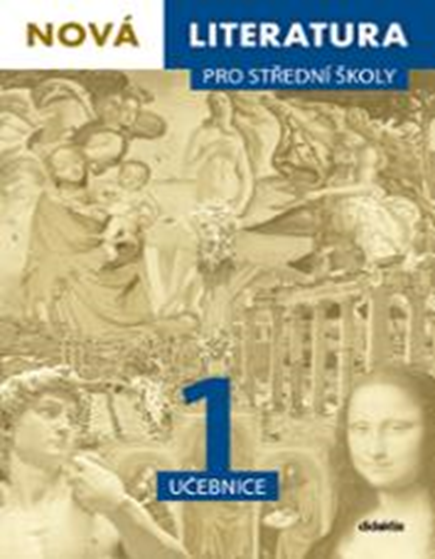 NOVÁ LITERATURA
PRO STŘEDNÍ ŠKOLY
1
UČEBNICE
didaktis